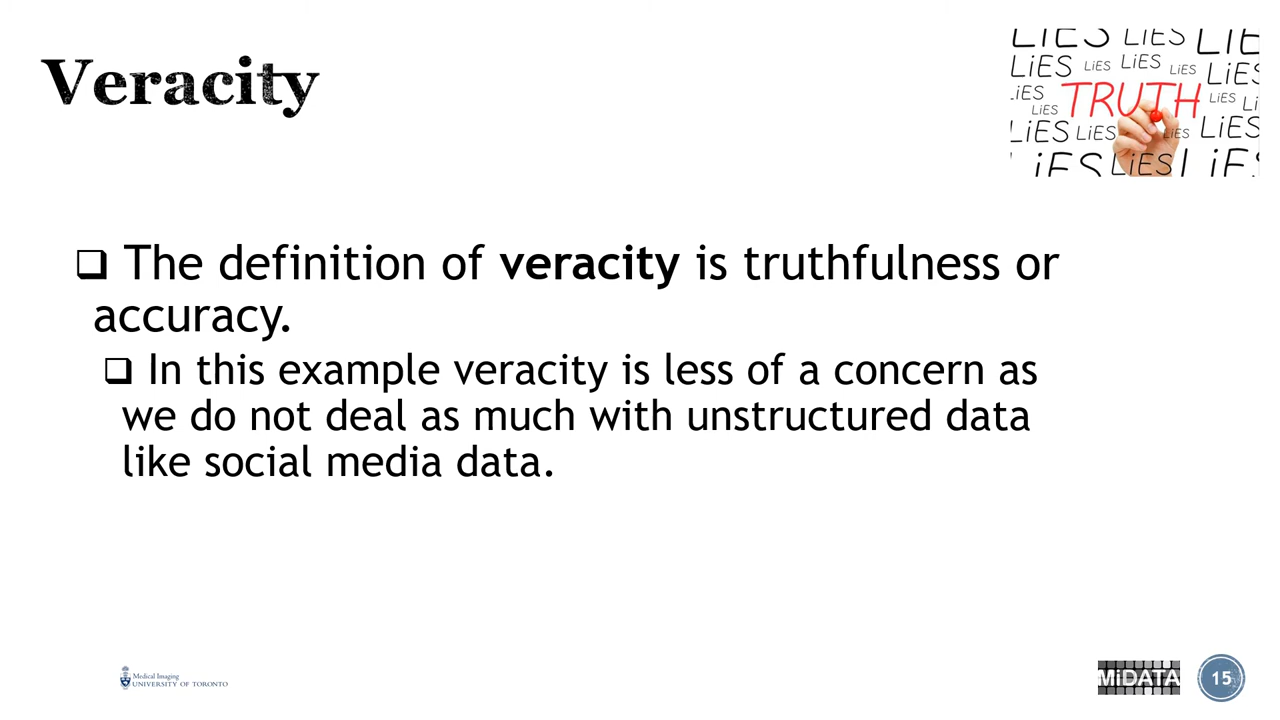 Veracity
LiES LiES LiE
LiES LiES LiES LiES LiES
LiES TRUTH LiES Li
LiES
LiES LiES LiES LiES
LiES LiES LiES
❑ The definition of veracity is truthfulness or
accuracy.
❑ In this example veracity is less of a concern as
we do not deal as much with unstructured data
like social media data.
Medical Imaging
UNIVERSITY OF TORONTO
MiDATA
15